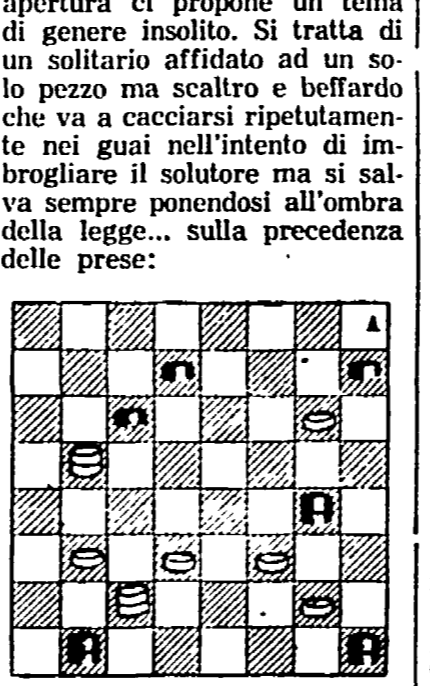 apertura ci propone un tema
di genere insolito. Si tratta di
un solitario affidato ad un so-
lo pezzo ma scaltro e beffardo
che va a cacciarsi ripetutamen-
te nei guai nell'intento di im-
brogliare il solutore ma si sal-
va sempre ponendosi all'ombra
della legge... sulla precedenza
delle prese: